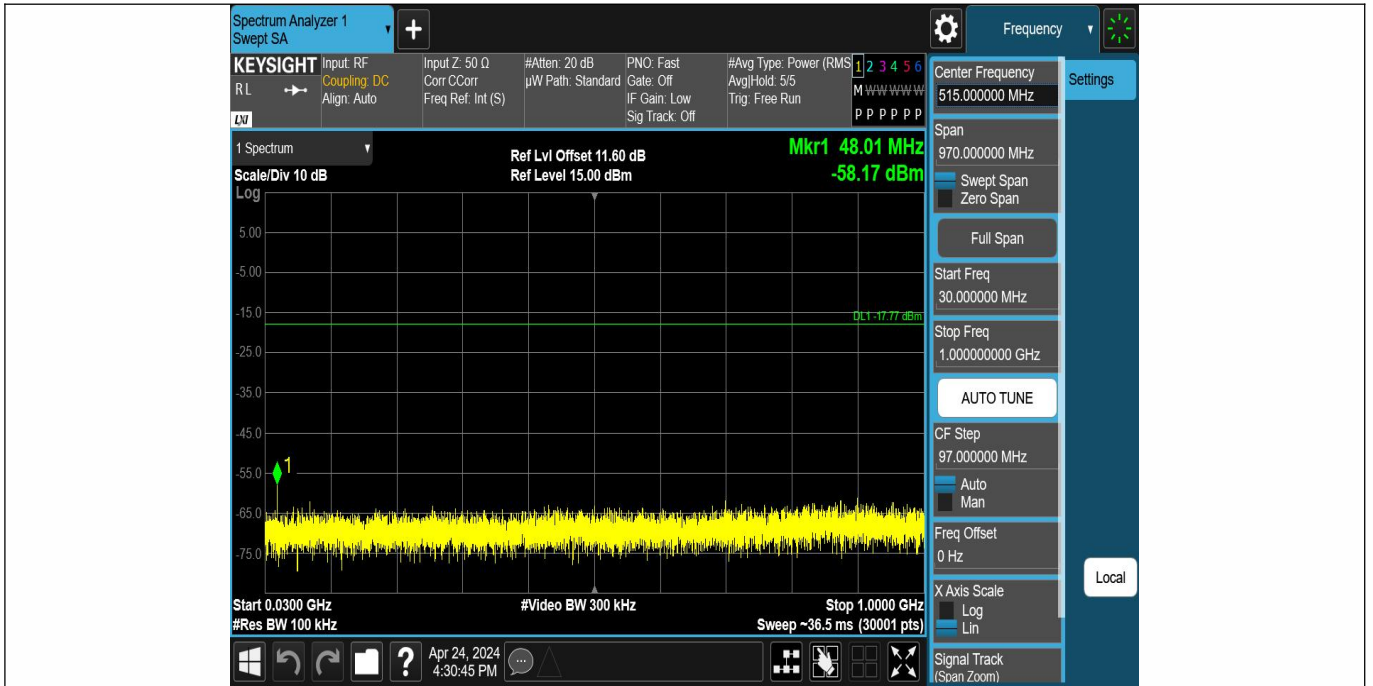 Spectrum Analyzer 1
Swept SA
+
Frequency
KEYSIGHT
R L
LXI
Input: RF
Coupling: DC
Align: Auto
Input Z: 50 Ω
Corr CCorr
Freq Ref: Int (S)
#Atten: 20 dB
µW Path: Standard
PNO: Fast
Gate: Off
IF Gain: Low
Sig Track: Off
#Avg Type: Power (RMS
Avg|Hold: 5/5
Trig: Free Run
1 2 3 4 5 6
M W W W W W
P P P P P P
1 Spectrum
Scale/Div 10 dB
Ref Lvl Offset 11.60 dB
Ref Level 15.00 dBm
Mkr1 48.01 MHz
-58.17 dBm
Log
5.00
-5.00
-15.0
-25.0
-35.0
-45.0
-55.0
-65.0
-75.0
DL1 -17.77 dBm
1
Start 0.0300 GHz
#Res BW 100 kHz
#Video BW 300 kHz
Stop 1.0000 GHz
Sweep ~36.5 ms (30001 pts)
Center Frequency
515.000000 MHz
Settings
Span
970.000000 MHz
Swept Span
Zero Span
Full Span
Start Freq
30.000000 MHz
Stop Freq
1.000000000 GHz
AUTO TUNE
CF Step
97.000000 MHz
Auto
Man
Freq Offset
0 Hz
X Axis Scale
Log
Lin
Signal Track
(Span Zoom)
Local
?
Apr 24, 2024
4:30:45 PM